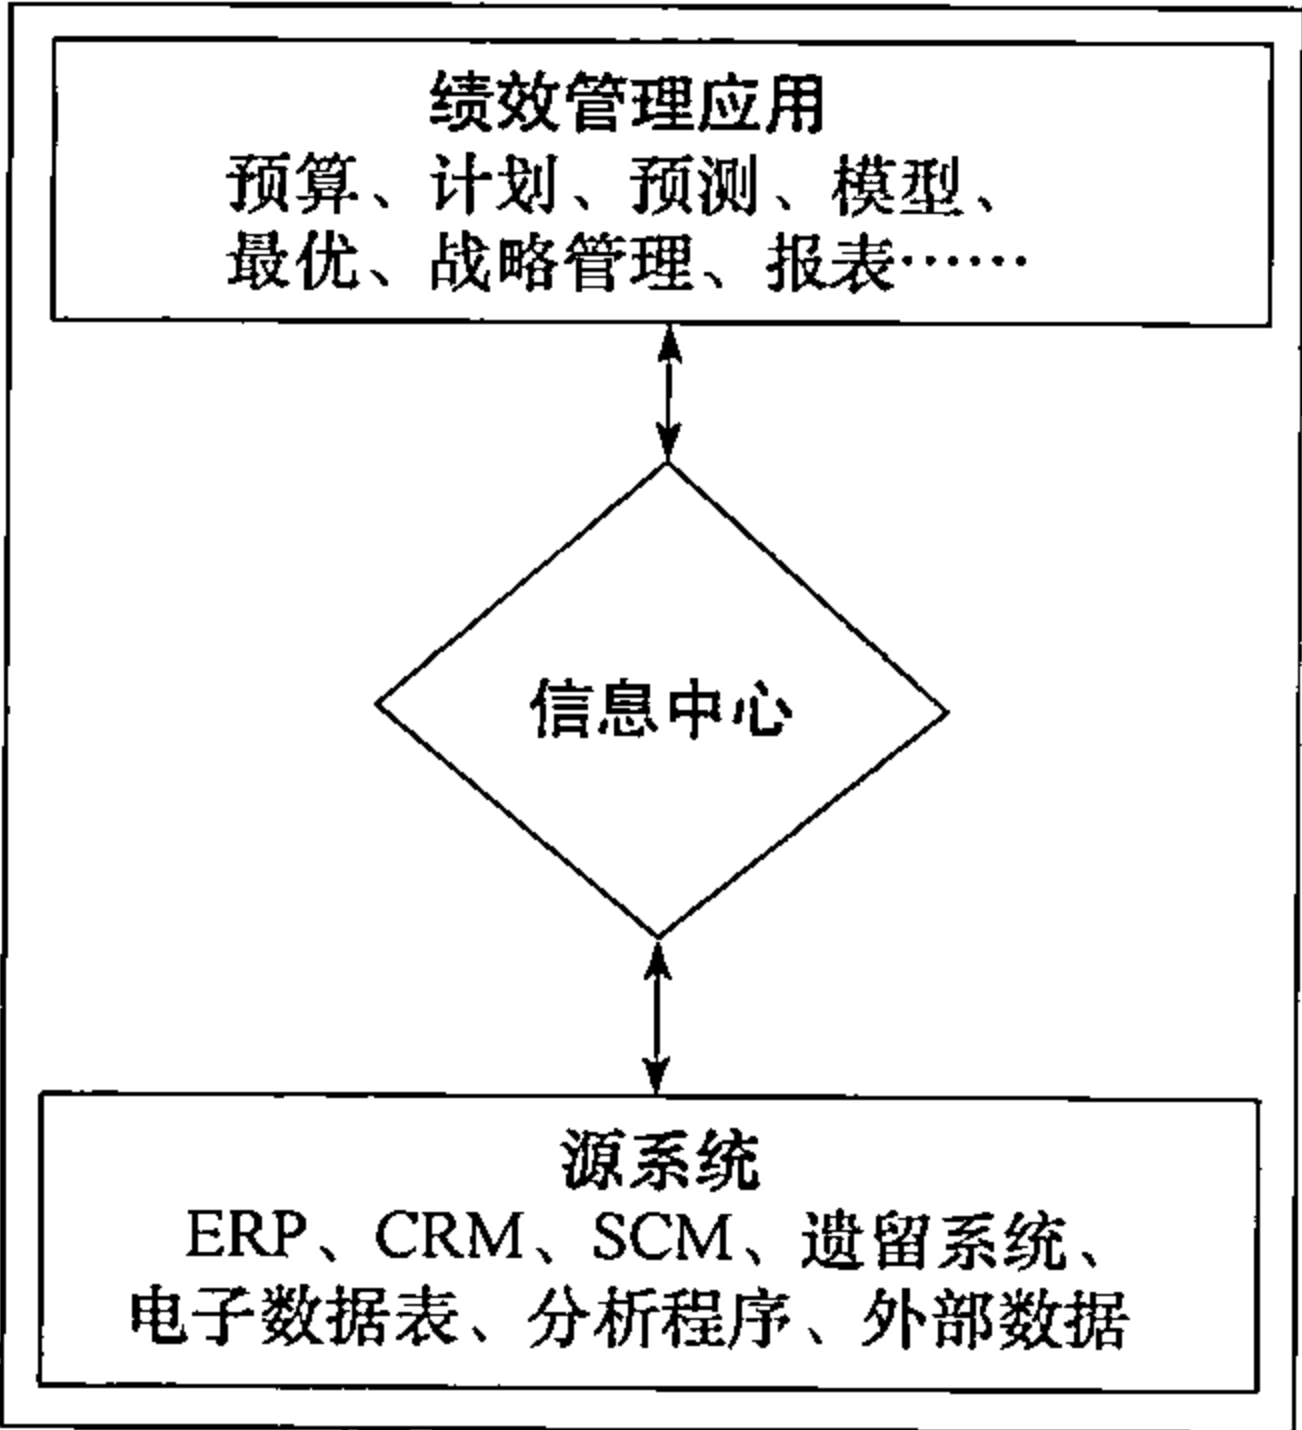 绩效管理应用
预算、计划、预测、模型、
最优、战略管理、报表……
信息中心
源系统
ERP、CRM、SCM、遗留系统、
电子数据表、分析程序、外部数据